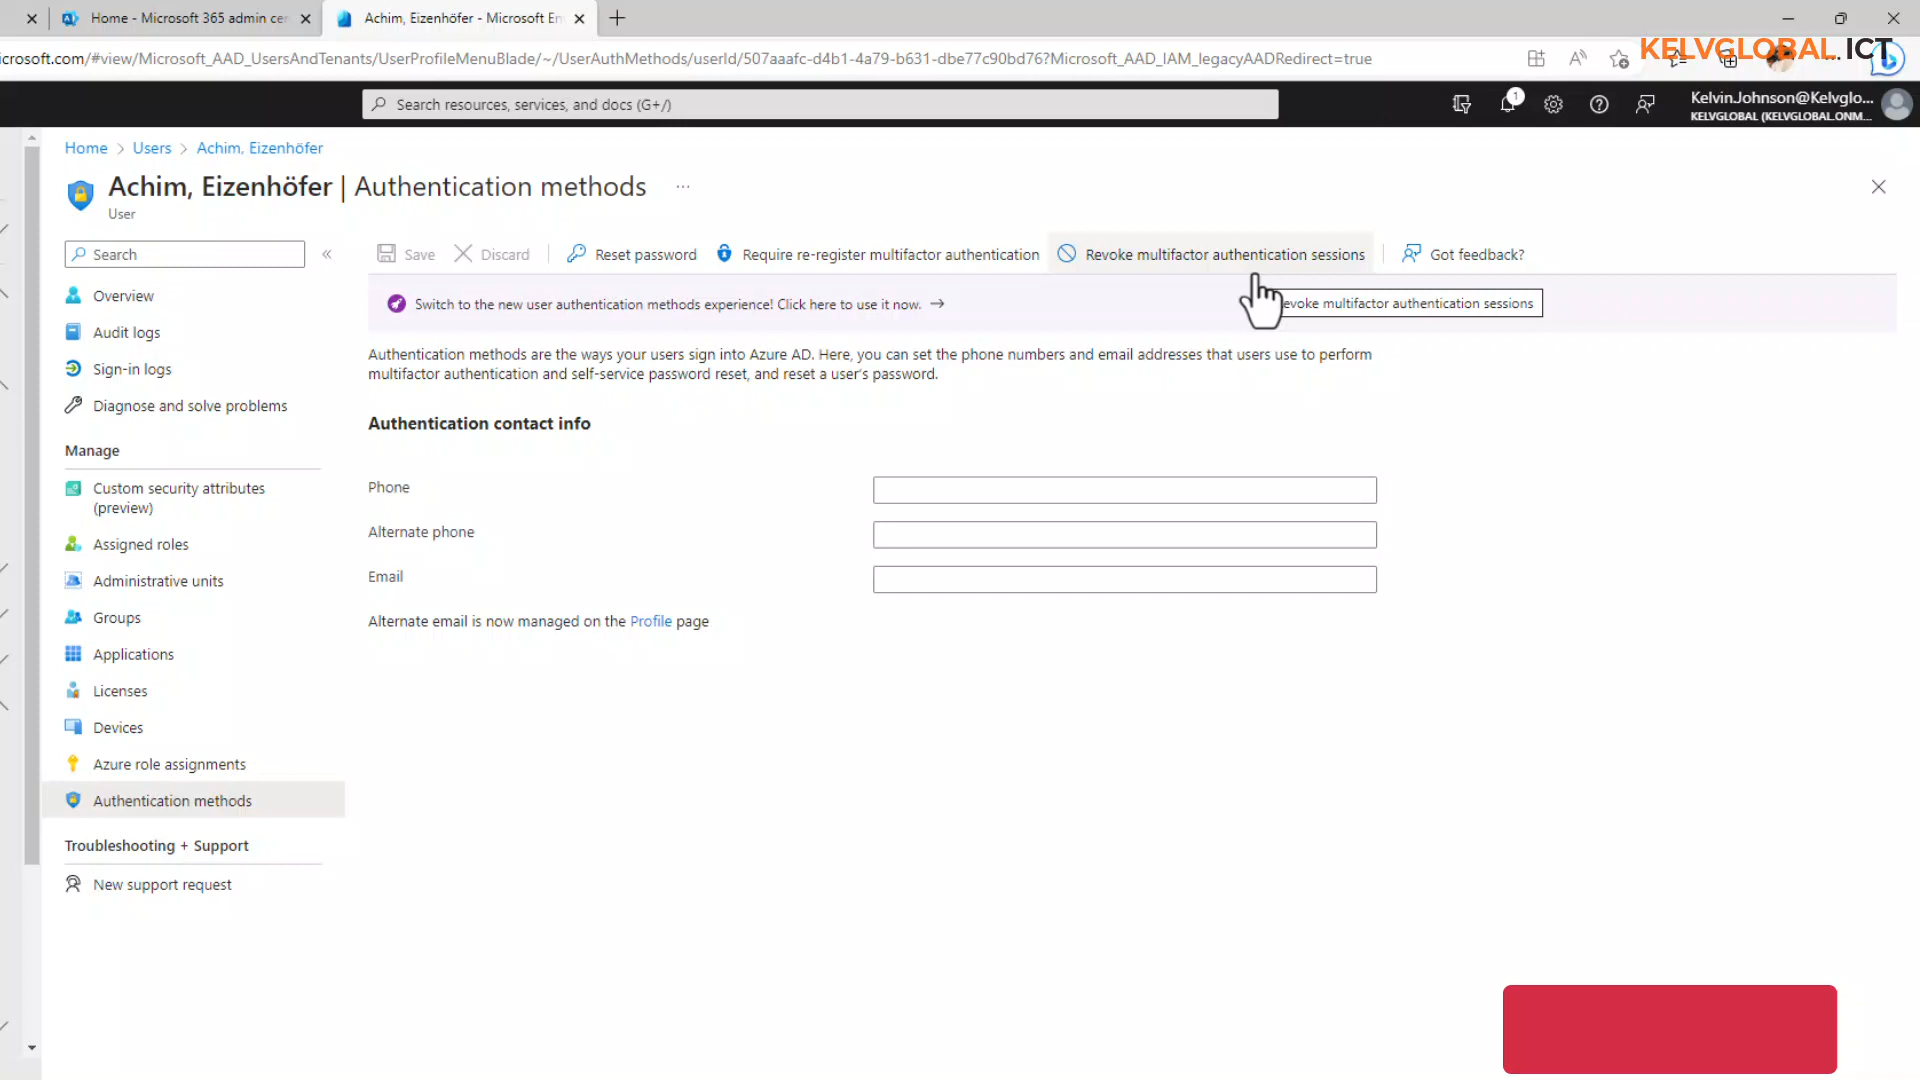 Home - Microsoft 365 admin cer
Achim, Eizenhöfer - Microsoft En
icrosoft.com/#view/Microsoft_AAD_UsersAndTenants/UserProfileMenuBlade/~/UserAuthMethods/userId/507aaafc-d4b1-4a79-b631-dbe77c90bd76?Microsoft_AAD_IAM_legacyAADRedirect=true
KELVGLOBAL ICT
Search resources, services, and docs (G+/)
1
KelvinJohnson@Kelvglo...
KELVGLOBAL (KELVGLOBAL.ONM...
Home > Users > Achim, Eizenhöfer
Achim, Eizenhöfer | Authentication methods ...
User
Search
Save
Discard
Reset password
Require re-register multifactor authentication
Revoke multifactor authentication sessions
Got feedback?
Switch to the new user authentication methods experience! Click here to use it now. →
evoke multifactor authentication sessions
Authentication methods are the ways your users sign into Azure AD. Here, you can set the phone numbers and email addresses that users use to perform
multifactor authentication and self-service password reset, and reset a user's password.
Authentication contact info
Phone
Alternate phone
Email
Alternate email is now managed on the Profile page
Overview
Audit logs
Sign-in logs
Diagnose and solve problems
Manage
Custom security attributes
(preview)
Assigned roles
Administrative units
Groups
Applications
Licenses
Devices
Azure role assignments
Authentication methods
Troubleshooting + Support
New support request